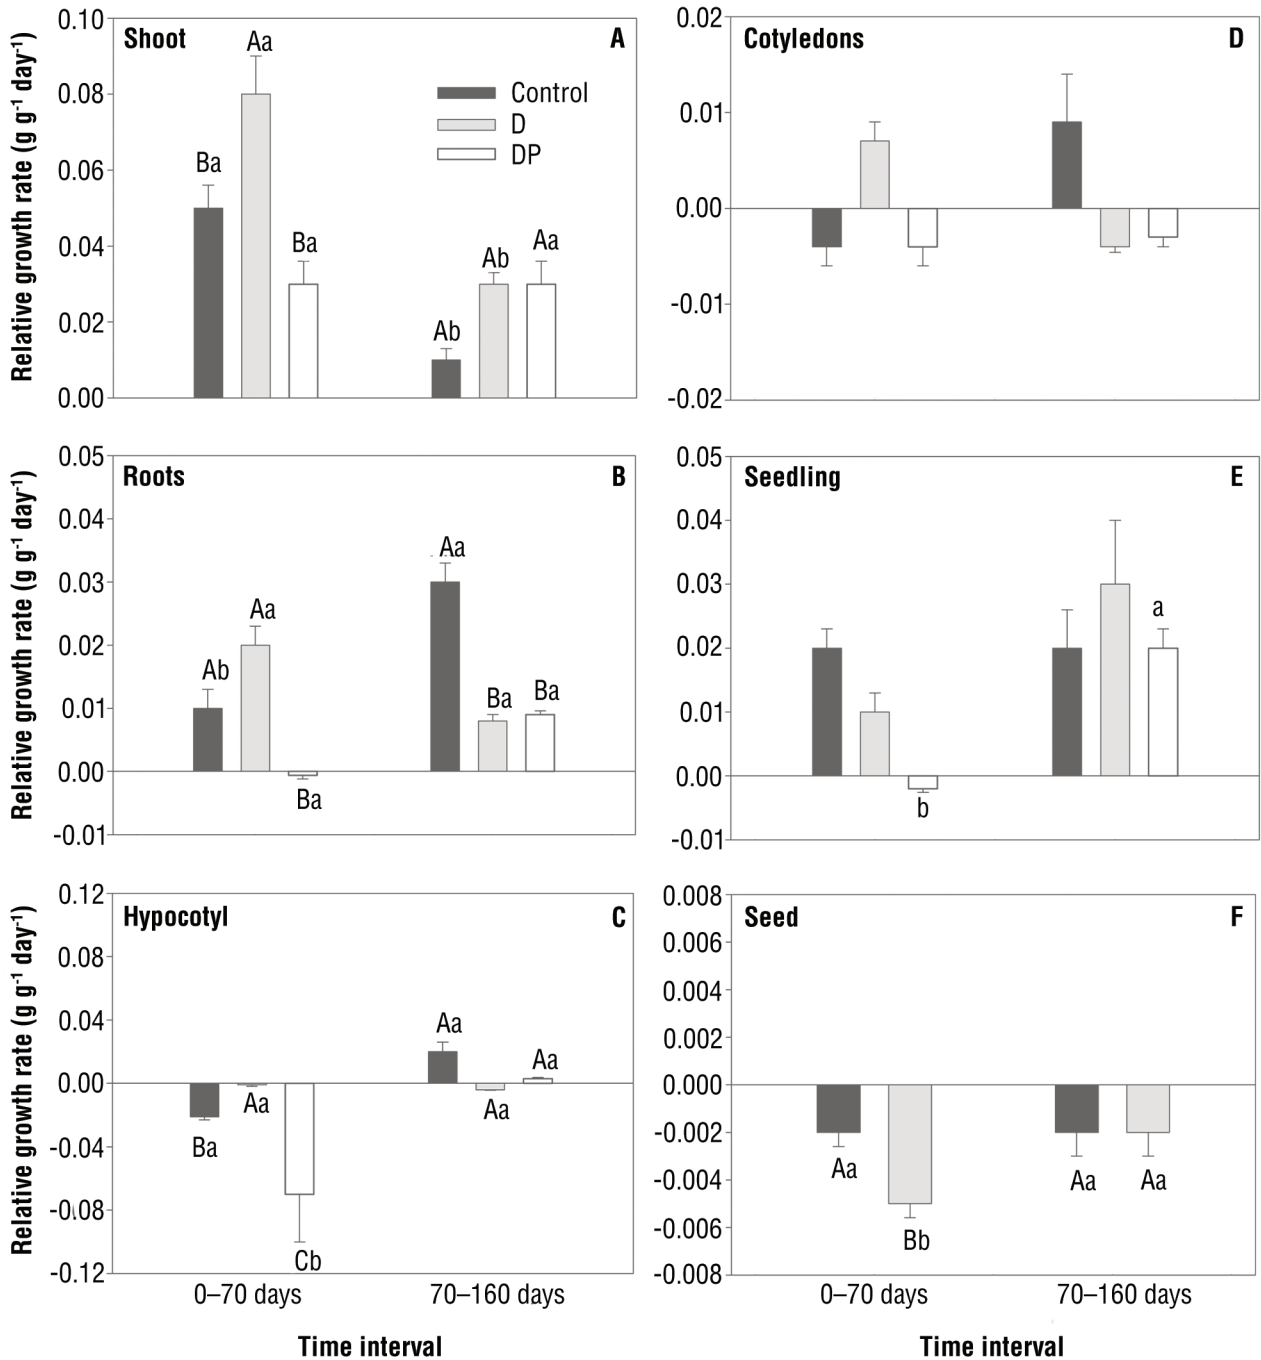 Relative growth rate (g g⁻¹ day⁻¹)
0.10
0.08
0.06
0.04
0.02
0.00
Shoot
A
Control
D
DP
Ba
Aa
Ba
Ab
Ab
Aa
0.02
0.01
0.00
-0.01
-0.02
Cotyledons
D
Relative growth rate (g g⁻¹ day⁻¹)
0.05
0.04
0.03
0.02
0.01
0.00
-0.01
Roots
B
Ab
Aa
Ba
Aa
Ba
Ba
0.05
0.04
0.03
0.02
0.01
0.00
-0.01
Seedling
E
b
a
Relative growth rate (g g⁻¹ day⁻¹)
0.12
0.08
0.04
0.00
-0.04
-0.08
-0.12
Hypocotyl
C
Ba
Aa
Cb
Aa
Aa
Aa
0–70 days
70–160 days
Time interval
0.008
0.006
0.004
0.002
0.000
-0.002
-0.004
-0.006
-0.008
Seed
F
Aa
Bb
Aa
Aa
0–70 days
70–160 days
Time interval